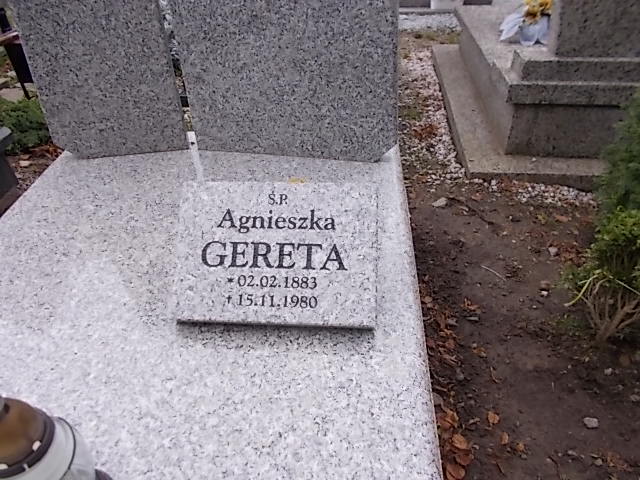 Ś.P.
Agnieszka
GERETA
* 02.02.1883
† 15.11.1980